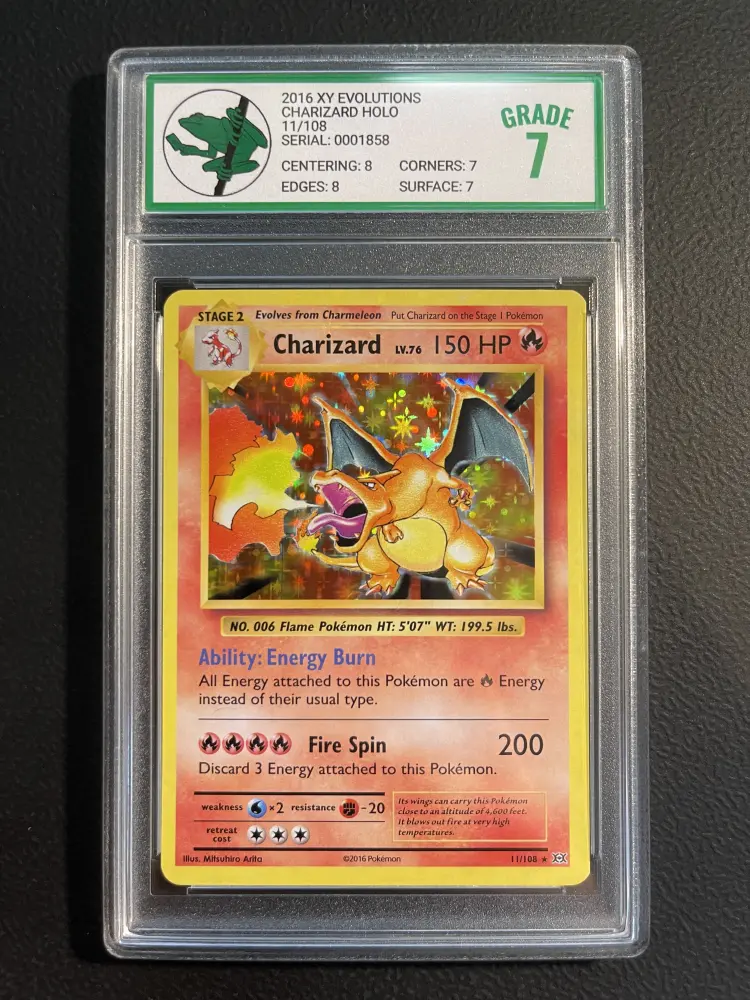 2016 XY EVOLUTIONS
CHARIZARD HOLO
11/108
SERIAL: 0001858
CENTERING: 8 CORNERS: 7
EDGES: 8 SURFACE: 7
GRADE
7
STAGE 2 Evolves from Charmeleon Put Charizard on the Stage 1 Pokémon
Charizard LV.76 150 HP
NO. 006 Flame Pokémon HT: 5'07" WT: 199.5 lbs.
Ability: Energy Burn
All Energy attached to this Pokémon are Energy
instead of their usual type.
Fire Spin 200
Discard 3 Energy attached to this Pokémon.
weakness ×2 resistance -20
retreat
cost
Its wings can carry this Pokémon
close to an altitude of 4,600 feet.
It blows out fire at very high
temperatures.
Illus. Mitsuhiro Arita ©2016 Pokémon 11/108 ★ XY